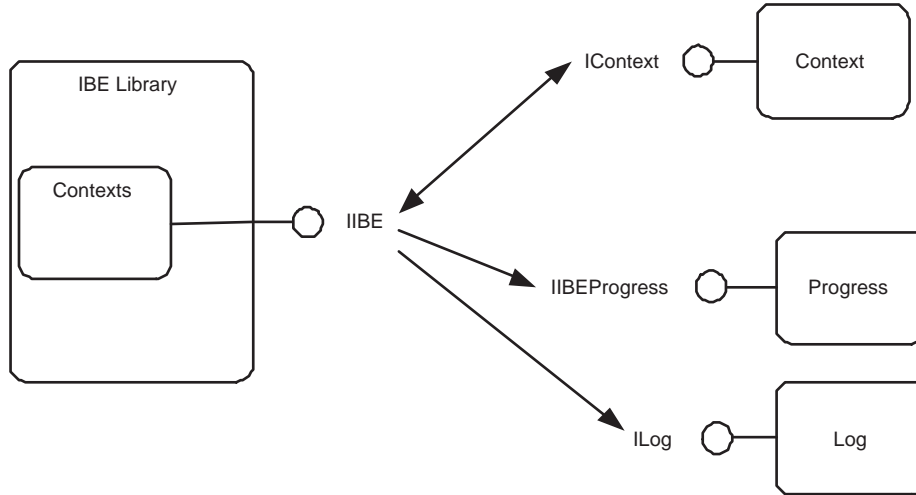 IBE Library
Contexts
IIBE
IContext
Context
IIBEProgress
Progress
ILog
Log